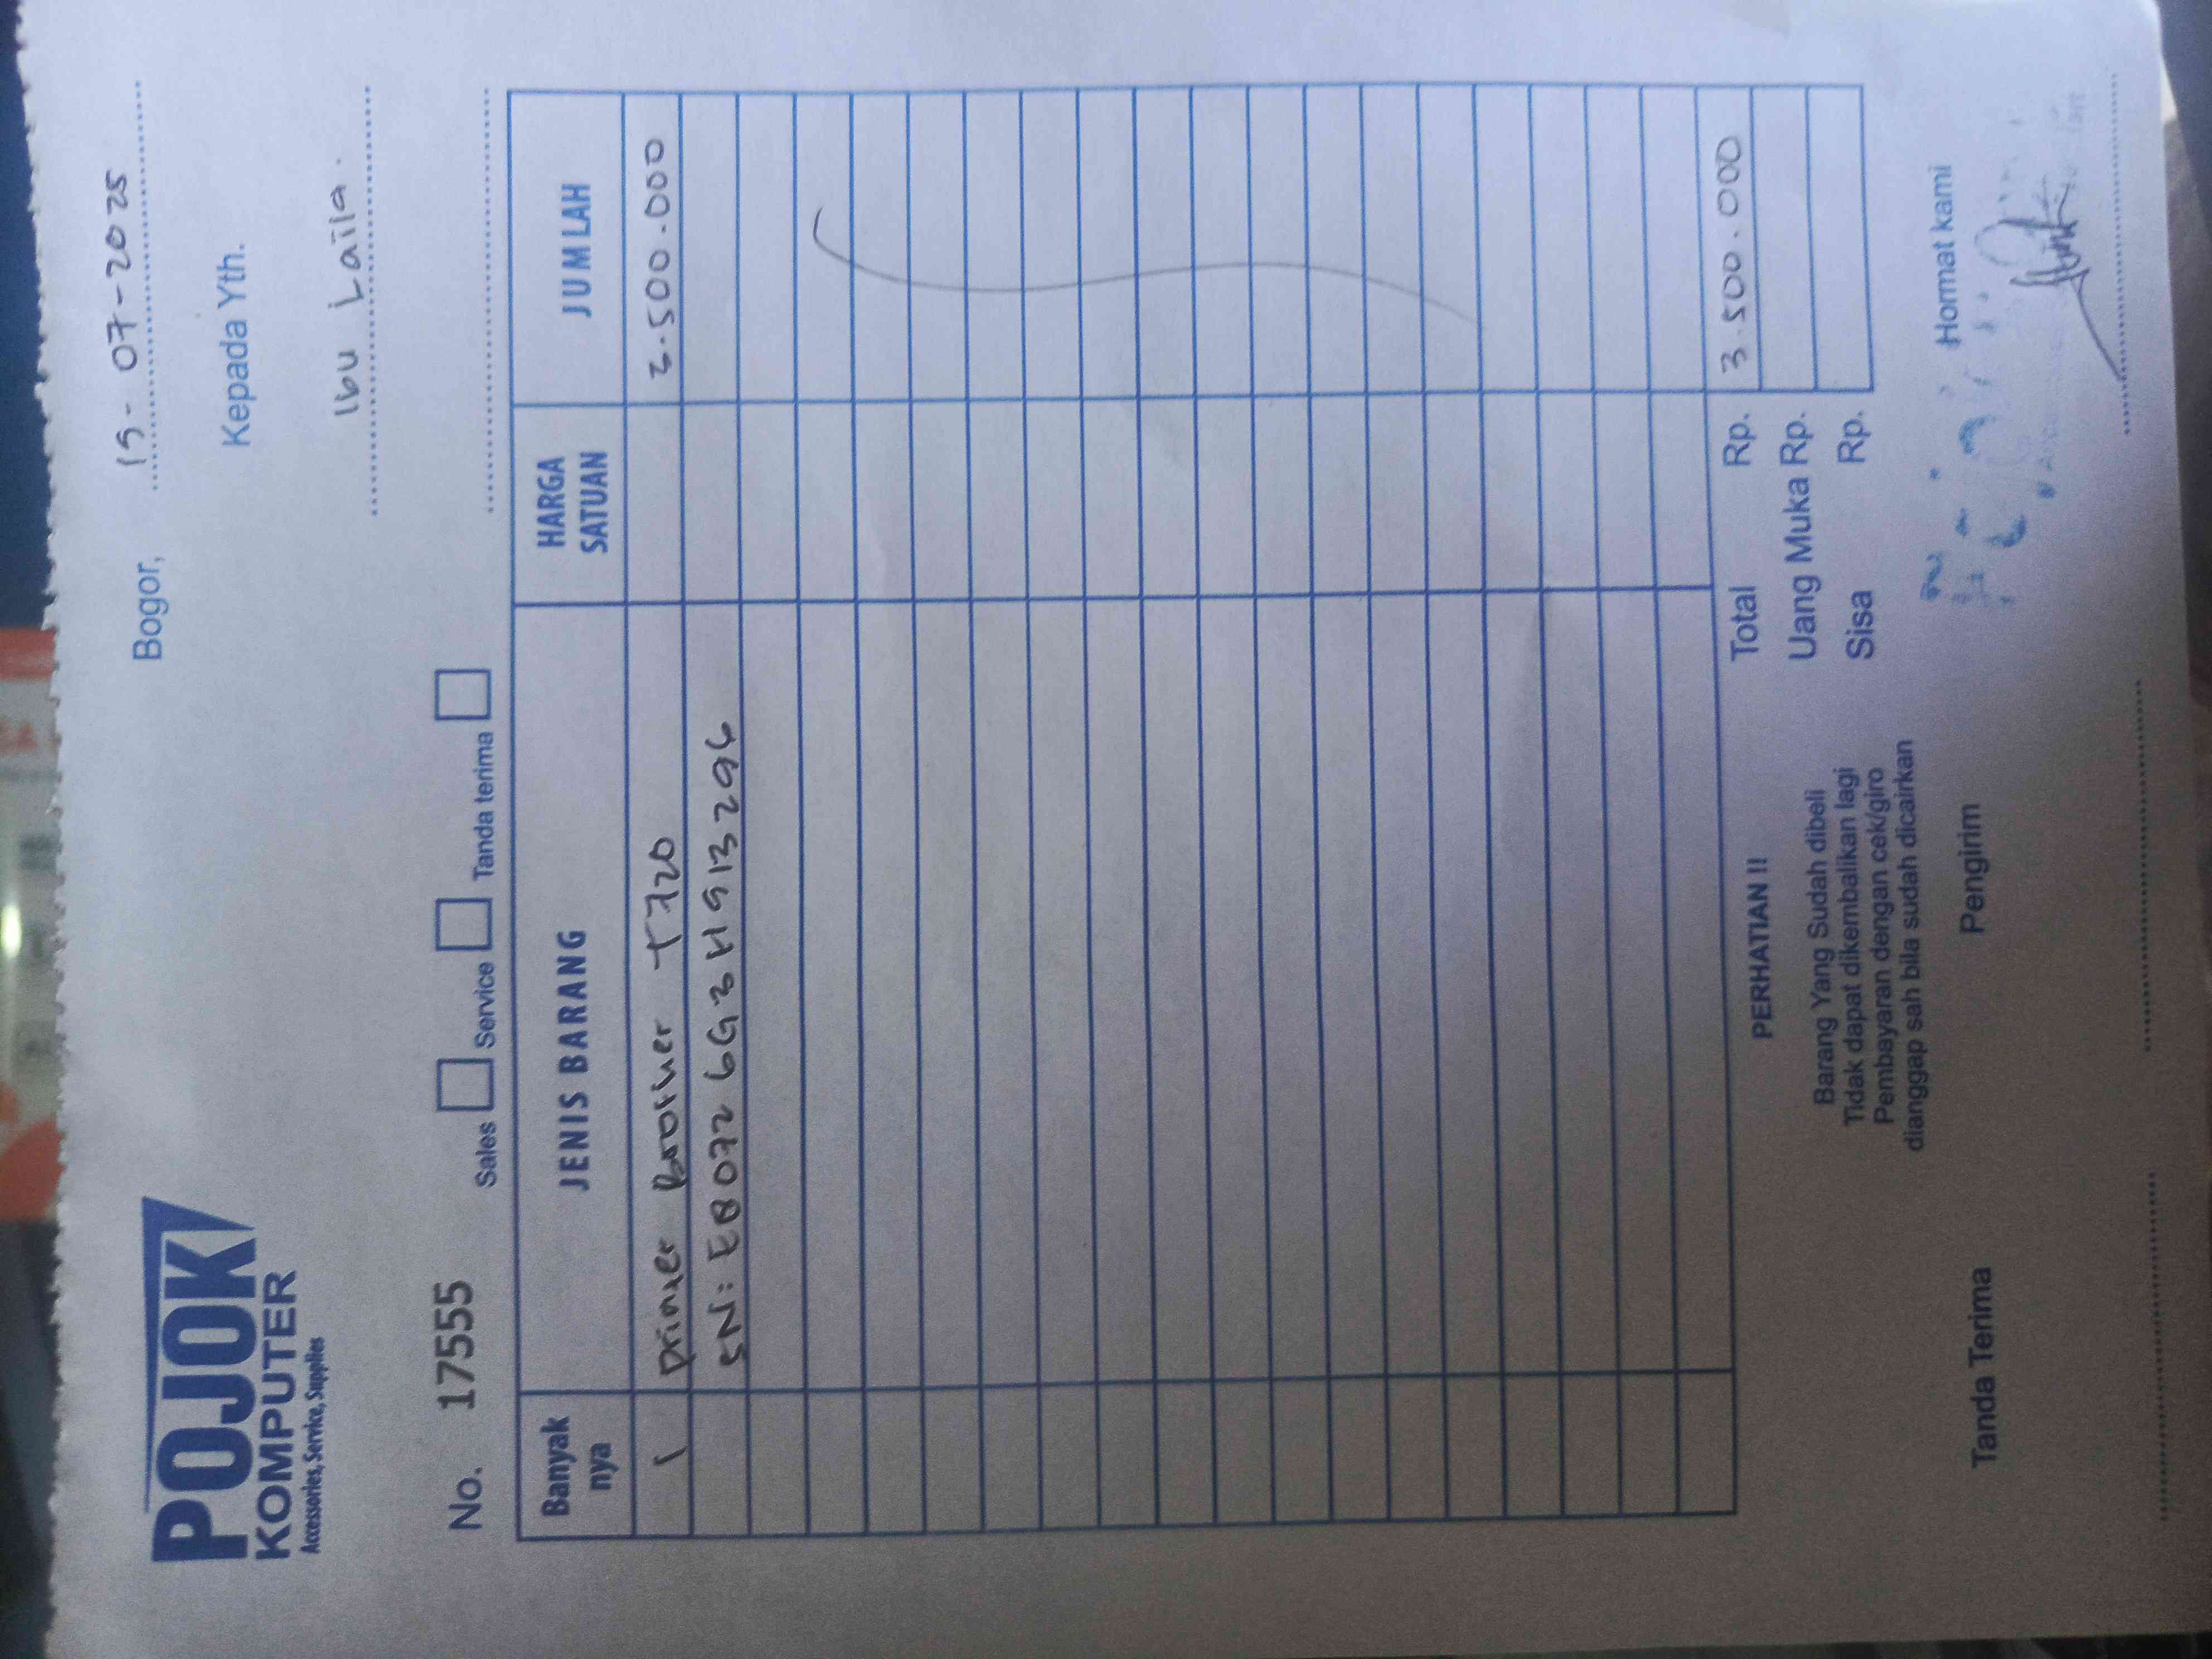 POJOK
KOMPUTER
Accessories, Service, Supplies
Bogor, 15-07-2025
Kepada Yth.
Ibu Laila.
No. 17555
Sales Service Tanda terima
Banyak nya JENIS BARANG HARGA SATUAN JUMLAH
1 Printer Brother T720 3.500.000
SN: E80726G3H913296
Total Rp. 3.500.000
Uang Muka Rp.
Sisa Rp.
PERHATIAN !!
Barang Yang Sudah dibeli
Tidak dapat dikembalikan lagi
Pembayaran dengan cek/giro
dianggap sah bila sudah dicairkan
Tanda Terima Pengirim Hormat kami